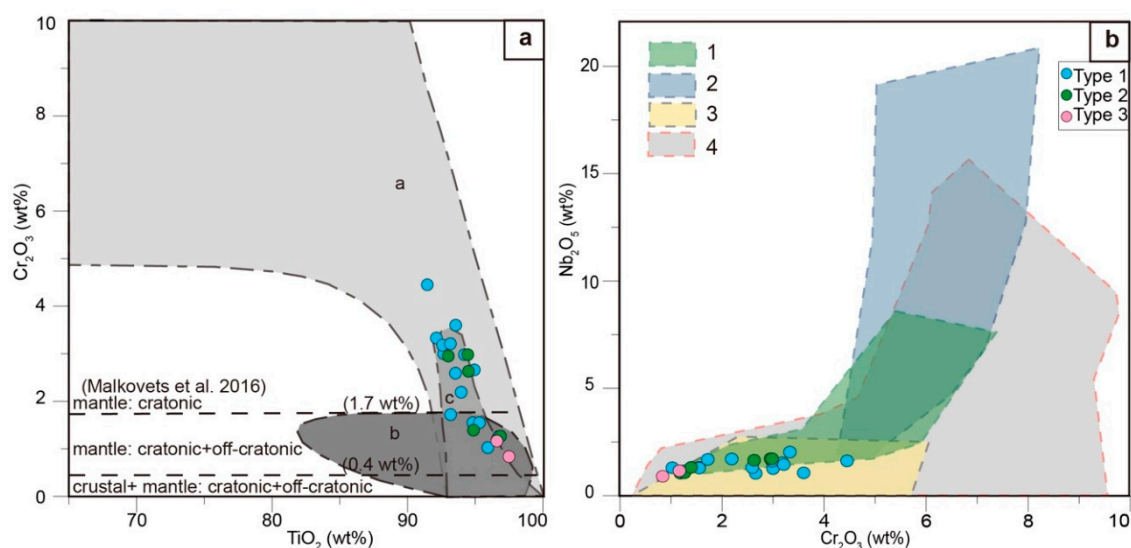 a
10
8
6
4
2
0
Cr2O3 (wt%)
a
(Malkovets et al. 2016)
mantle: cratonic
(1.7 wt%)
c
b
mantle: cratonic+off-cratonic
(0.4 wt%)
crustal+ mantle: cratonic+off-cratonic
70 80 90 100
TiO2 (wt%)
b
20
15
10
5
0
Nb2O5 (wt%)
1
2
3
4
Type 1
Type 2
Type 3
0 2 4 6 8 10
Cr2O3 (wt%)